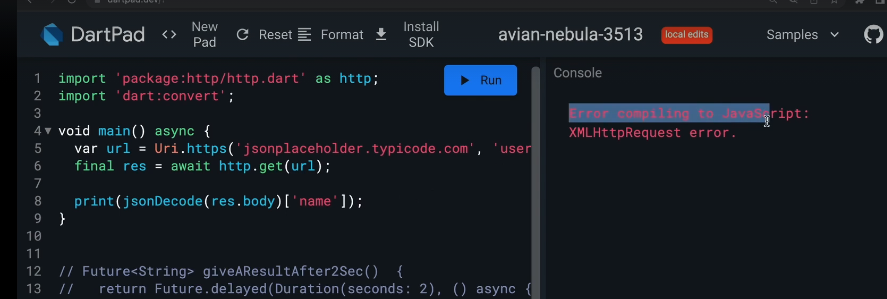 dartpad.dev/
DartPad
<> New Pad
Reset
Format
Install SDK
avian-nebula-3513
local edits
Samples
1 import 'package:http/http.dart' as http;
2 import 'dart:convert';
3
4 void main() async {
5 var url = Uri.https('jsonplaceholder.typicode.com', 'user
6 final res = await http.get(url);
7
8 print(jsonDecode(res.body)['name']);
9 }
10
11
12 // Future<String> giveAResultAfter2Sec() {
13 // return Future.delayed(Duration(seconds: 2), () async {
Run
Console
Error compiling to JavaScript:
XMLHttpRequest error.